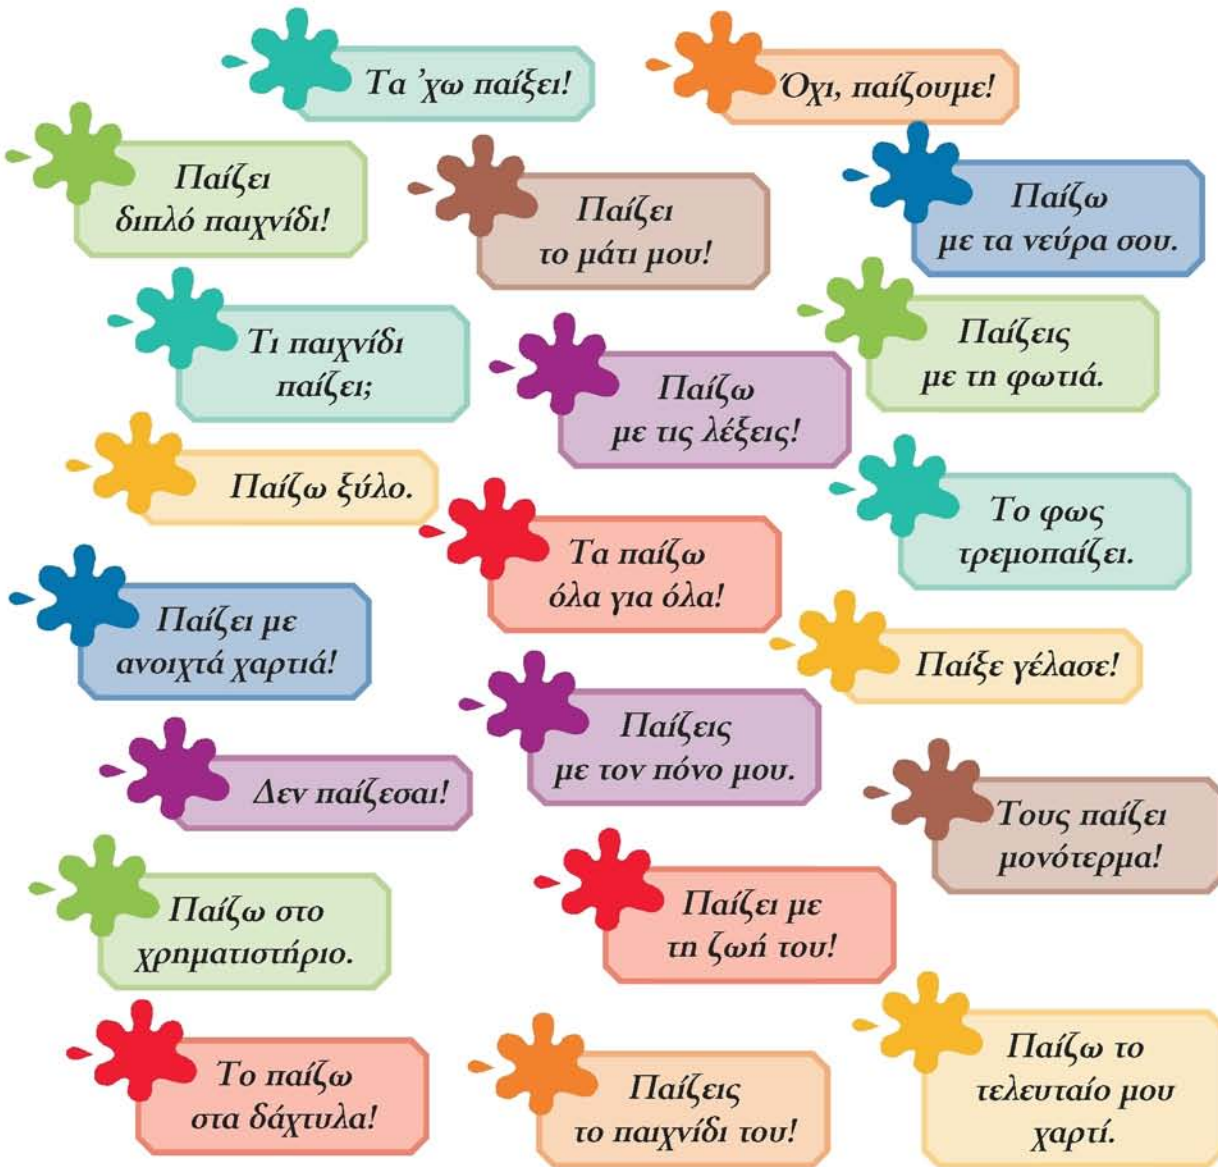 Τα ’χω παίξει!
Όχι, παίζουμε!
Παίζει
διπλό παιχνίδι!
Παίζει
το μάτι μου!
Παίζω
με τα νεύρα σου.
Τι παιχνίδι
παίζει;
Παίζω
με τις λέξεις!
Παίζεις
με τη φωτιά.
Παίζω ξύλο.
Τα παίζω
όλα για όλα!
Το φως
τρεμοπαίζει.
Παίζει με
ανοιχτά χαρτιά!
Παίξε γέλασε!
Δεν παίζεσαι!
Παίζεις
με τον πόνο μου.
Τους παίζει
μονότερμα!
Παίζω στο
χρηματιστήριο.
Παίζει με
τη ζωή του!
Το παίζω
στα δάχτυλα!
Παίζεις
το παιχνίδι του!
Παίζω το
τελευταίο μου
χαρτί.